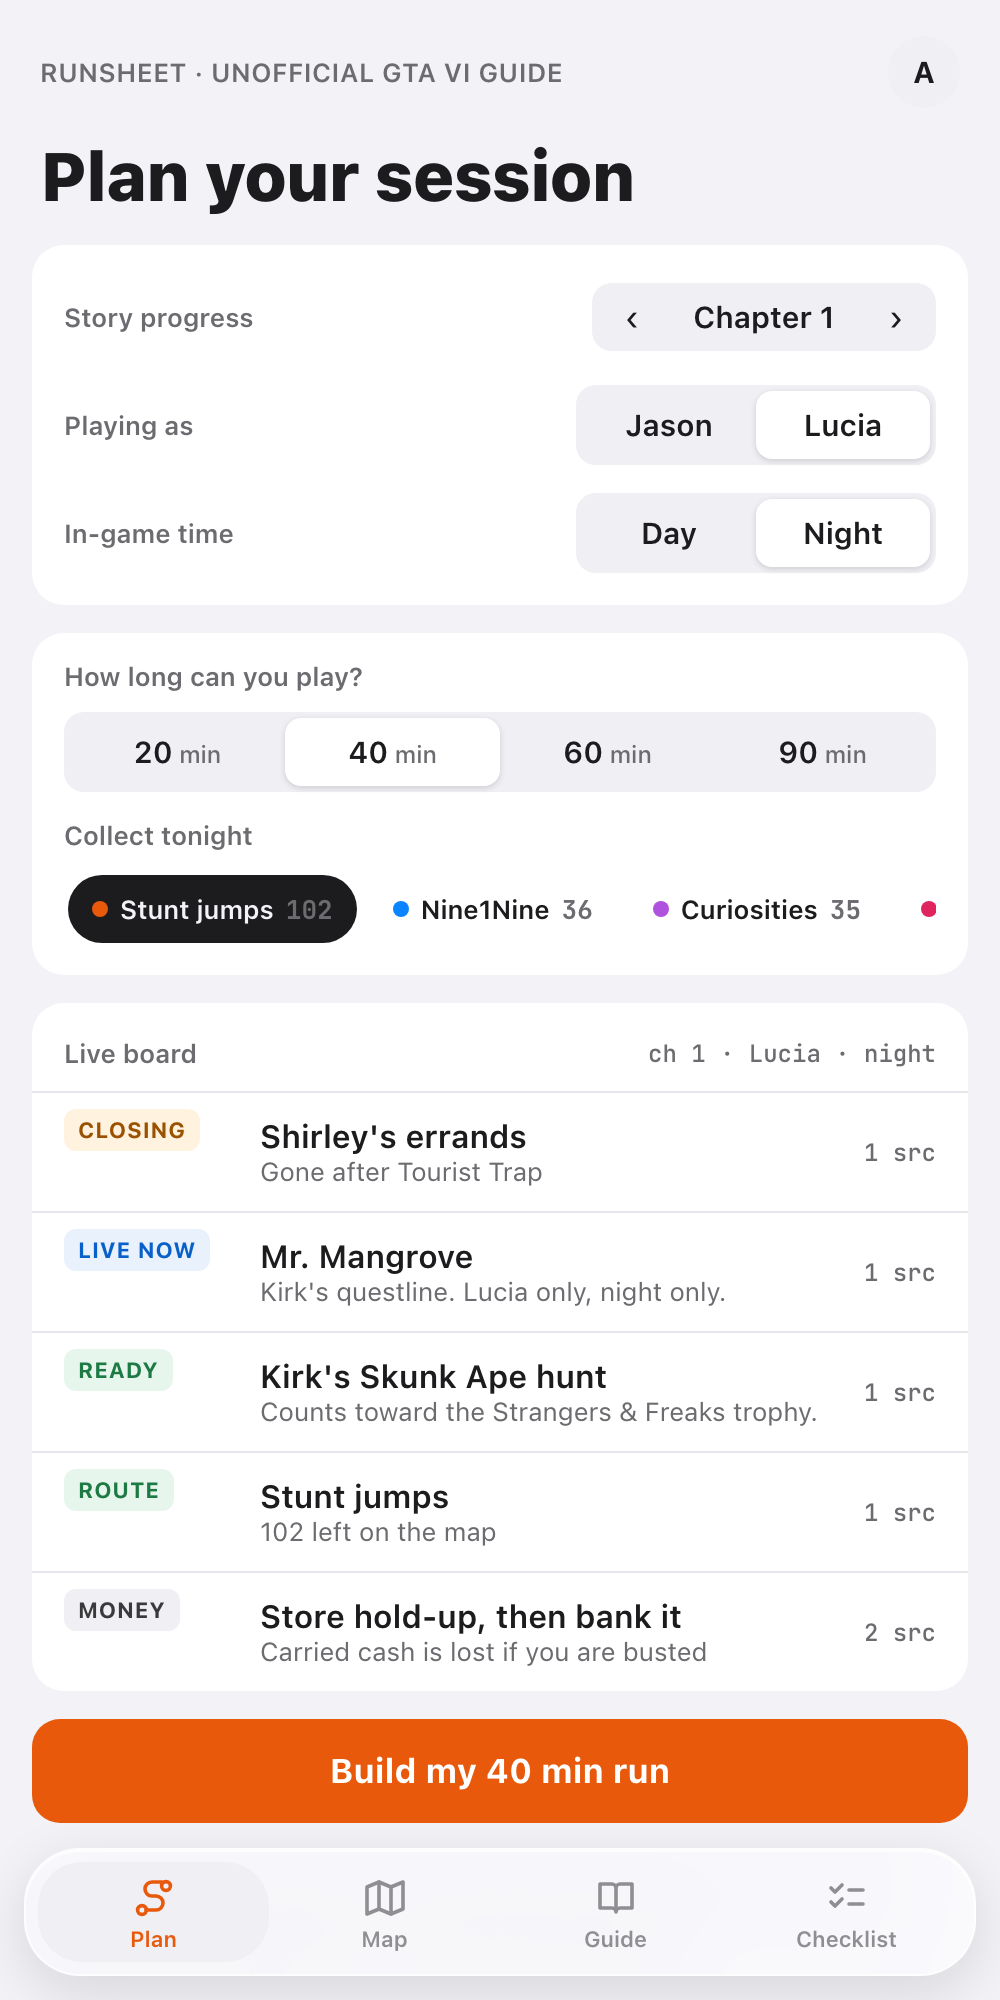 RUNSHEET · UNOFFICIAL GTA VI GUIDE
A
Plan your session
Story progress
‹ Chapter 1 ›
Playing as
Jason Lucia
In-game time
Day Night
How long can you play?
20 min 40 min 60 min 90 min
Collect tonight
Stunt jumps 102 Nine1Nine 36 Curiosities 35
Live board ch 1 · Lucia · night
CLOSING
Shirley's errands
Gone after Tourist Trap
1 src
LIVE NOW
Mr. Mangrove
Kirk's questline. Lucia only, night only.
1 src
READY
Kirk's Skunk Ape hunt
Counts toward the Strangers & Freaks trophy.
1 src
ROUTE
Stunt jumps
102 left on the map
1 src
MONEY
Store hold-up, then bank it
Carried cash is lost if you are busted
2 src
Build my 40 min run
Plan Map Guide Checklist